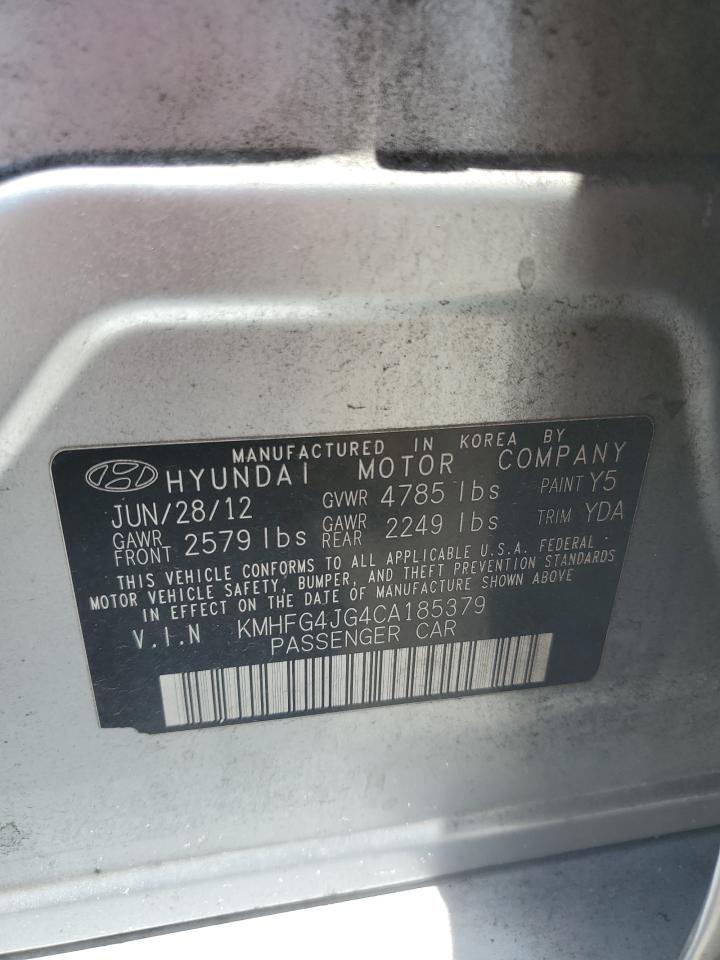 MANUFACTURED IN KOREA BY
HYUNDAI MOTOR COMPANY
JUN/28/12 GVWR 4785 lbs PAINT Y5
GAWR FRONT 2579 lbs GAWR REAR 2249 lbs TRIM YDA
THIS VEHICLE CONFORMS TO ALL APPLICABLE U.S.A. FEDERAL
MOTOR VEHICLE SAFETY, BUMPER, AND THEFT PREVENTION STANDARDS
IN EFFECT ON THE DATE OF MANUFACTURE SHOWN ABOVE
V.I.N KMHFG4JG4CA185379
PASSENGER CAR